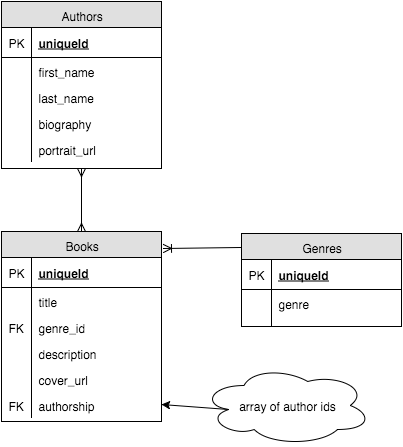 Authors
PK uniqueId
first_name
last_name
biography
portrait_url
Books
PK uniqueId
title
FK genre_id
description
cover_url
FK authorship
Genres
PK uniqueId
genre
array of author ids